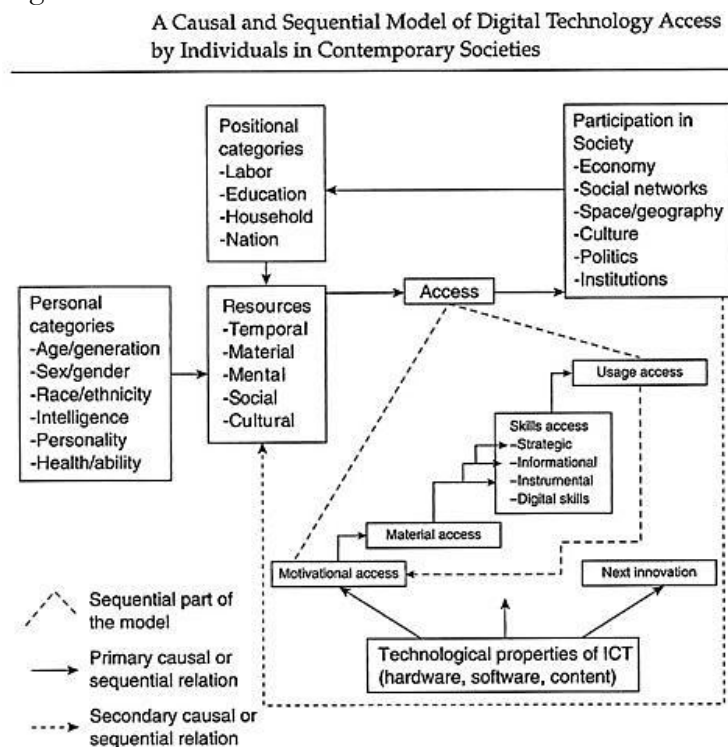 A Causal and Sequential Model of Digital Technology Access
by Individuals in Contemporary Societies
Positional
categories
-Labor
-Education
-Household
-Nation
Participation in
Society
-Economy
-Social networks
-Space/geography
-Culture
-Politics
-Institutions
Personal
categories
-Age/generation
-Sex/gender
-Race/ethnicity
-Intelligence
-Personality
-Health/ability
Resources
-Temporal
-Material
-Mental
-Social
-Cultural
Access
Usage access
Skills access
-Strategic
-Informational
-Instrumental
-Digital skills
Material access
Motivational access
Next innovation
Technological properties of ICT
(hardware, software, content)
Sequential part of
the model
Primary causal or
sequential relation
Secondary causal or
sequential relation